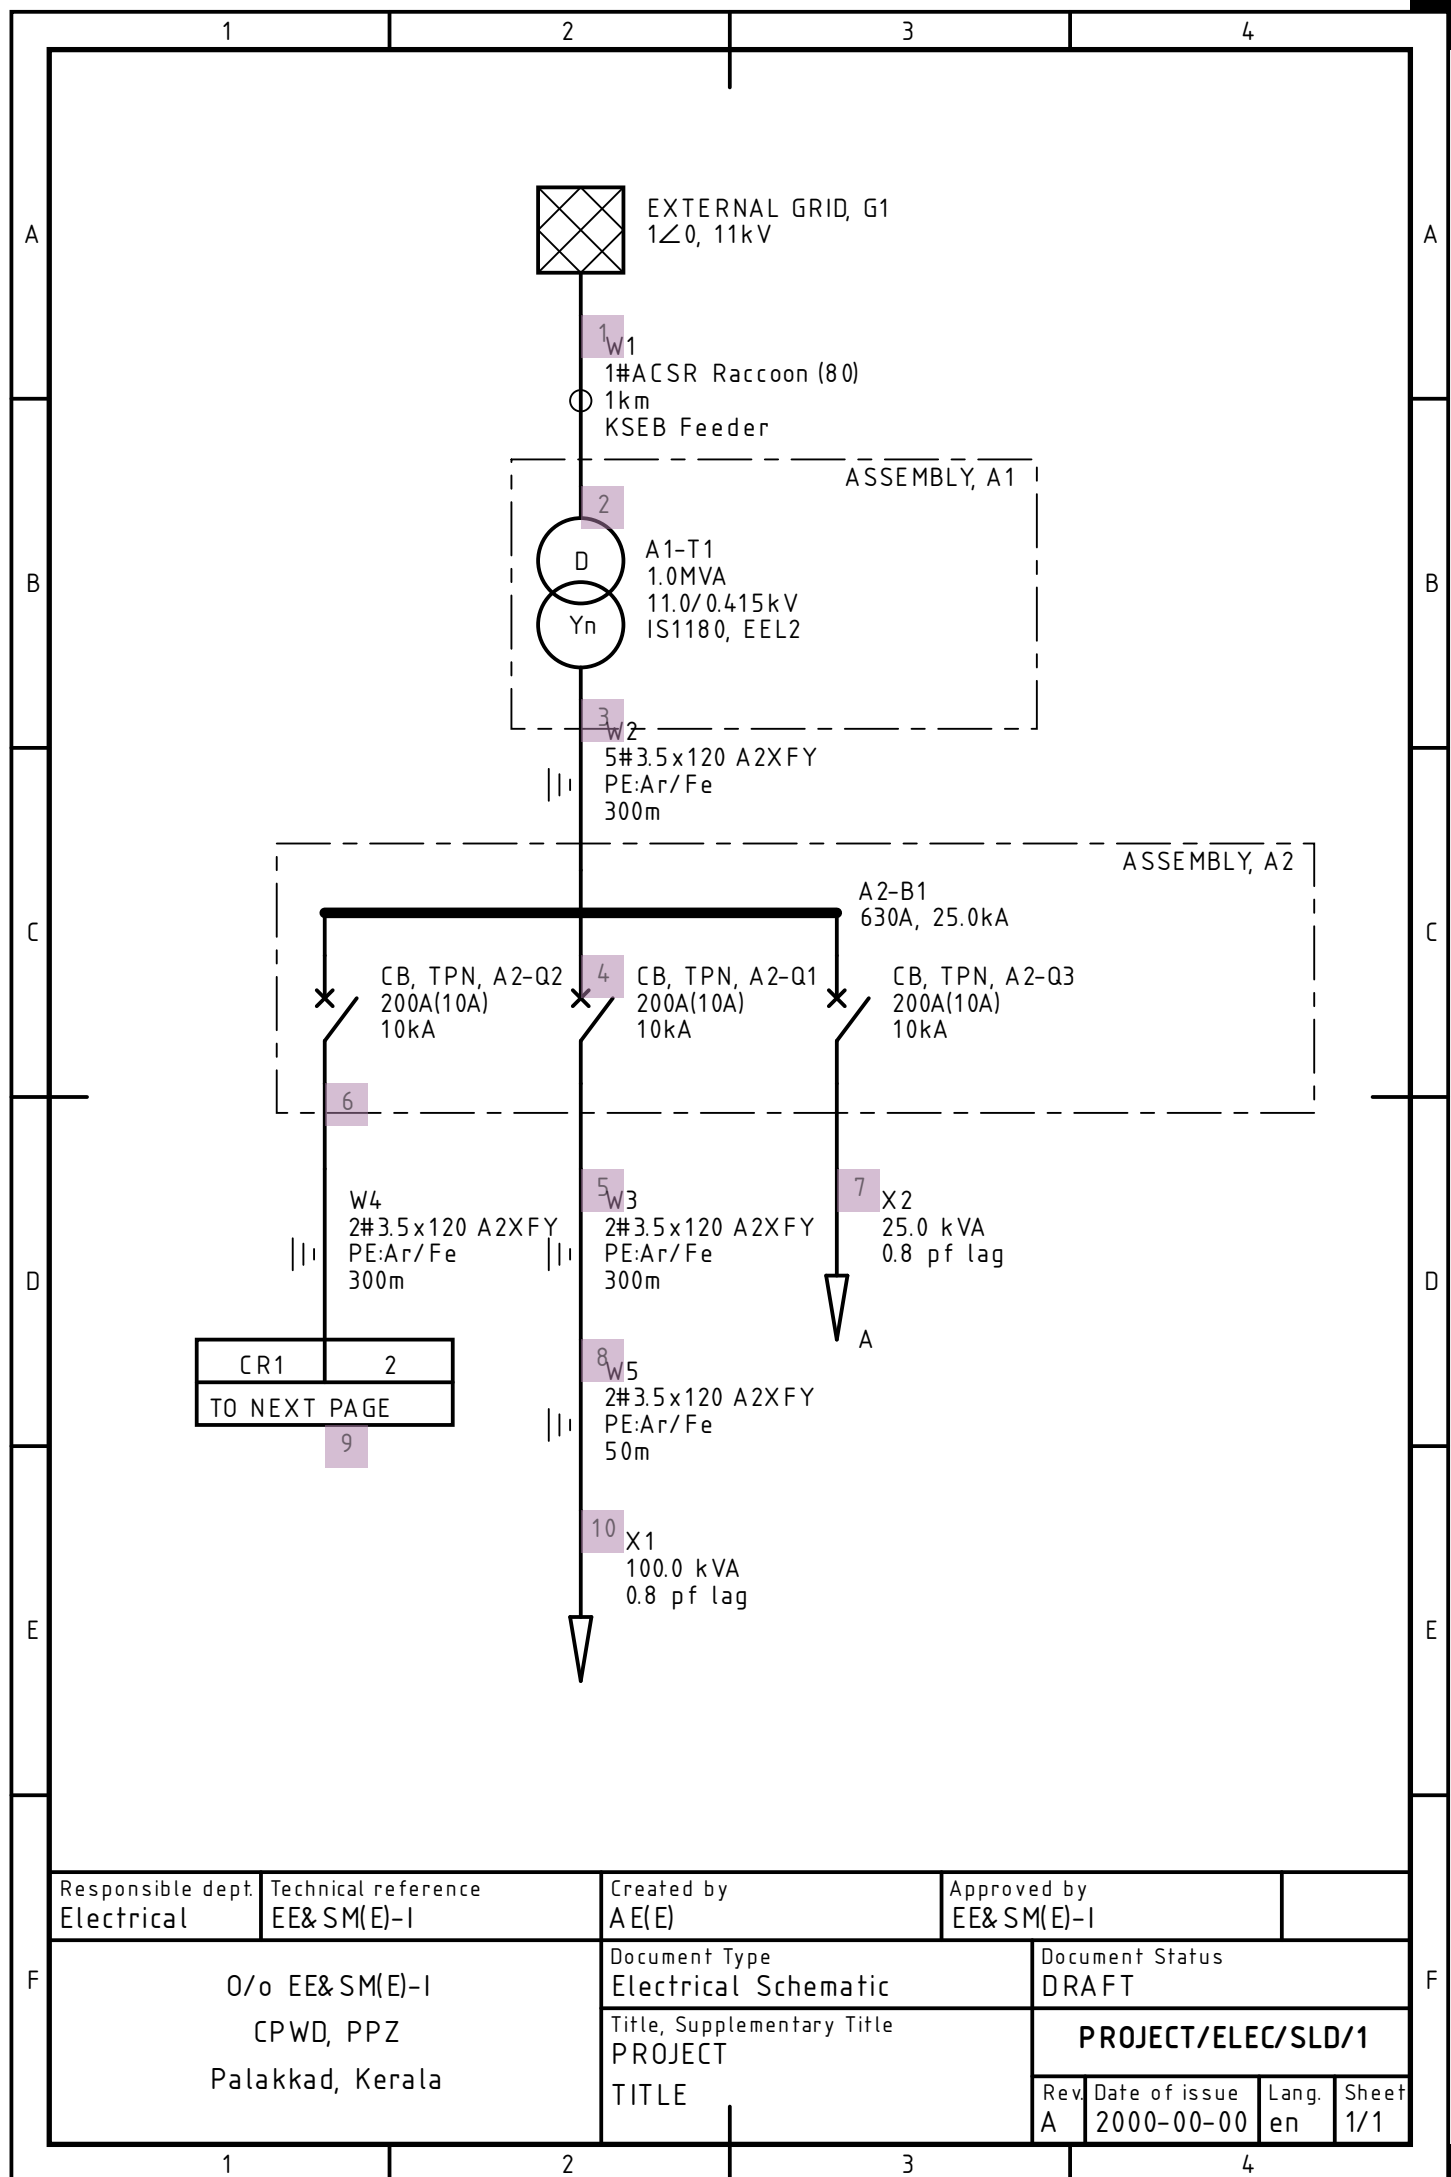 1 2 3 4
A A
EXTERNAL GRID, G1
1∠0, 11kV
1
W1
1#ACSR Raccoon (80)
1km
KSEB Feeder
ASSEMBLY, A1
2
B B
D
Yn
A1-T1
1.0MVA
11.0/0.415kV
IS1180, EEL2
3
W2
5#3.5x120 A2XFY
PE:Ar/Fe
300m
ASSEMBLY, A2
C C
A2-B1
630A, 25.0kA
CB, TPN, A2-Q2
200A(10A)
10kA
4
CB, TPN, A2-Q1
200A(10A)
10kA
CB, TPN, A2-Q3
200A(10A)
10kA
6
D D
W4
2#3.5x120 A2XFY
PE:Ar/Fe
300m
5
W3
2#3.5x120 A2XFY
PE:Ar/Fe
300m
7
X2
25.0 kVA
0.8 pf lag
A
CR1 2
TO NEXT PAGE
9
8
W5
2#3.5x120 A2XFY
PE:Ar/Fe
50m
10
X1
100.0 kVA
0.8 pf lag
E E
Responsible dept.
Electrical
Technical reference
EE&SM(E)-I
Created by
AE(E)
Approved by
EE&SM(E)-I
F F
O/o EE&SM(E)-I
CPWD, PPZ
Palakkad, Kerala
Document Type
Electrical Schematic
Document Status
DRAFT
Title, Supplementary Title
PROJECT
TITLE
PROJECT/ELEC/SLD/1
Rev.
A
Date of issue
2000-00-00
Lang.
en
Sheet
1/1
1 2 3 4